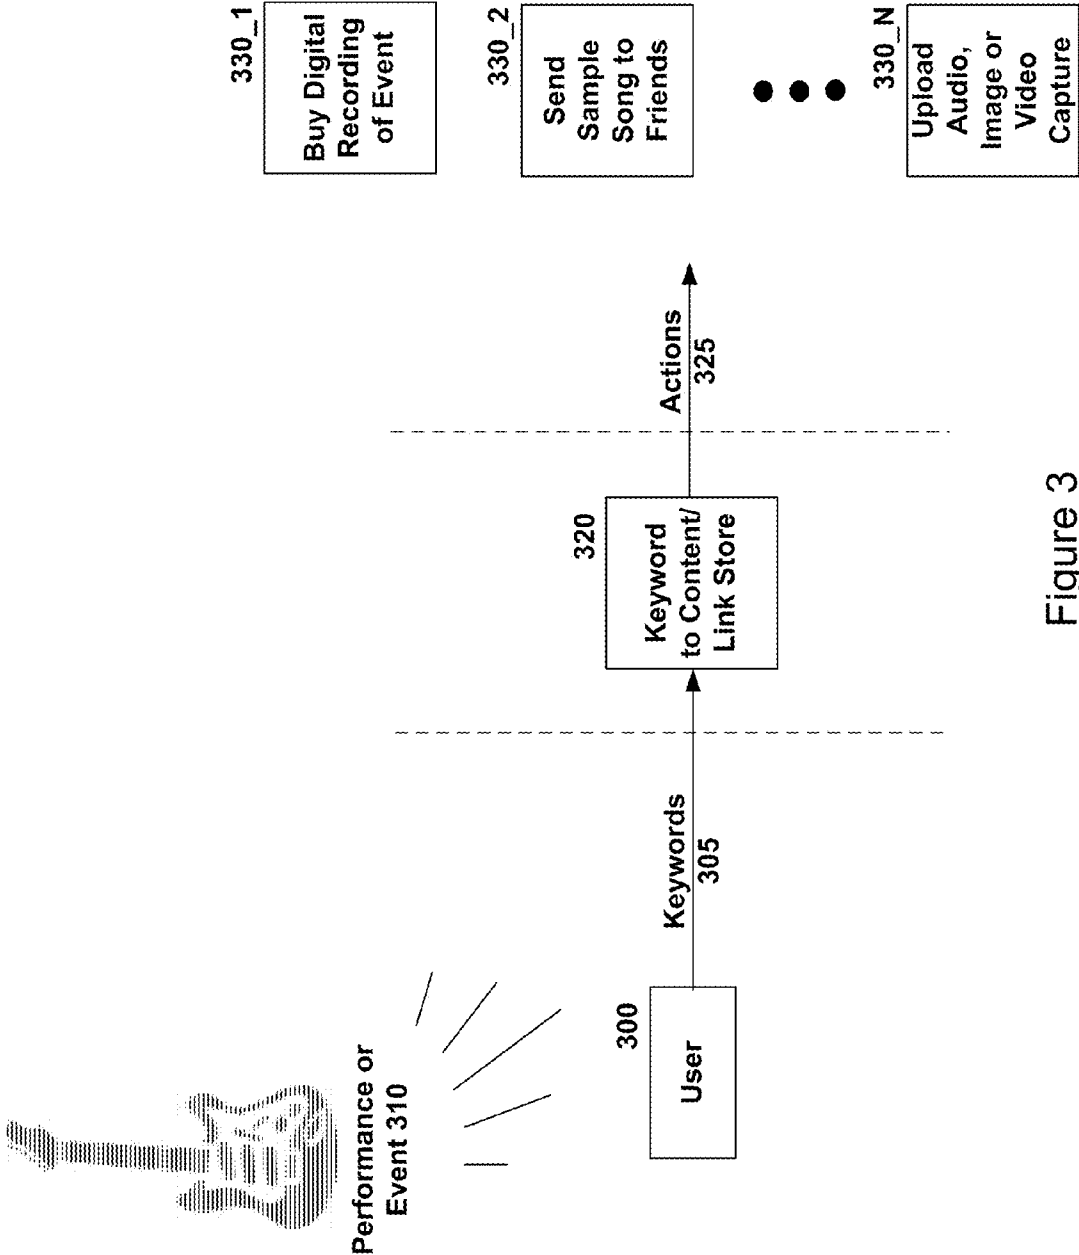 Performance or
Event 310
300
User
Keywords
305
320
Keyword
to Content/
Link Store
Actions
325
330_1
Buy Digital
Recording
of Event
330_2
Send
Sample
Song to
Friends
330_N
Upload
Audio,
Image or
Video
Capture
Figure 3